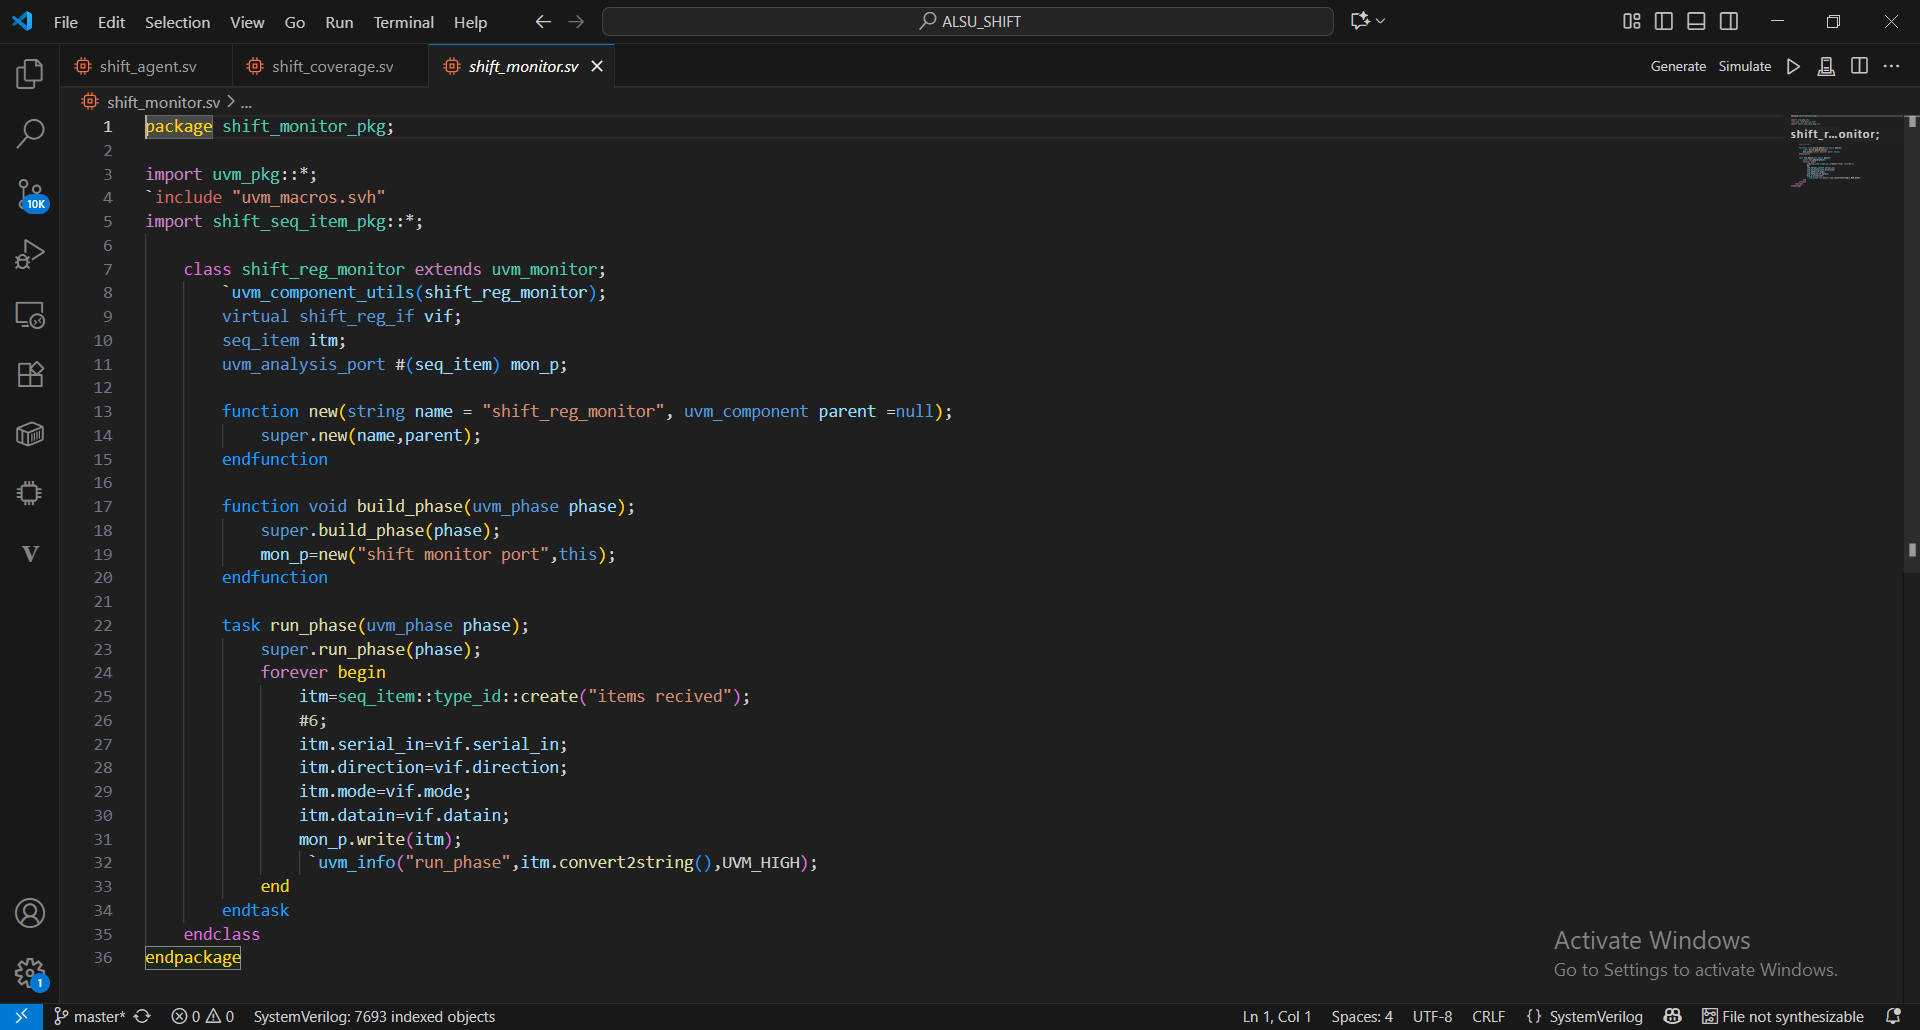 File Edit Selection View Go Run Terminal Help
ALSU_SHIFT
shift_agent.sv shift_coverage.sv shift_monitor.sv
Generate Simulate
shift_monitor.sv > ...
1 package shift_monitor_pkg;
2
3 import uvm_pkg::*;
4 `include "uvm_macros.svh"
5 import shift_seq_item_pkg::*;
6
7 class shift_reg_monitor extends uvm_monitor;
8 `uvm_component_utils(shift_reg_monitor);
9 virtual shift_reg_if vif;
10 seq_item itm;
11 uvm_analysis_port #(seq_item) mon_p;
12
13 function new(string name = "shift_reg_monitor", uvm_component parent =null);
14 super.new(name,parent);
15 endfunction
16
17 function void build_phase(uvm_phase phase);
18 super.build_phase(phase);
19 mon_p=new("shift monitor port",this);
20 endfunction
21
22 task run_phase(uvm_phase phase);
23 super.run_phase(phase);
24 forever begin
25 itm=seq_item::type_id::create("items recived");
26 #6;
27 itm.serial_in=vif.serial_in;
28 itm.direction=vif.direction;
29 itm.mode=vif.mode;
30 itm.datain=vif.datain;
31 mon_p.write(itm);
32 `uvm_info("run_phase",itm.convert2string(),UVM_HIGH);
33 end
34 endtask
35 endclass
36 endpackage
shift_r...onitor;
10K
V
1
Activate Windows
Go to Settings to activate Windows.
master* 0 0 SystemVerilog: 7693 indexed objects Ln 1, Col 1 Spaces: 4 UTF-8 CRLF {} SystemVerilog File not synthesizable